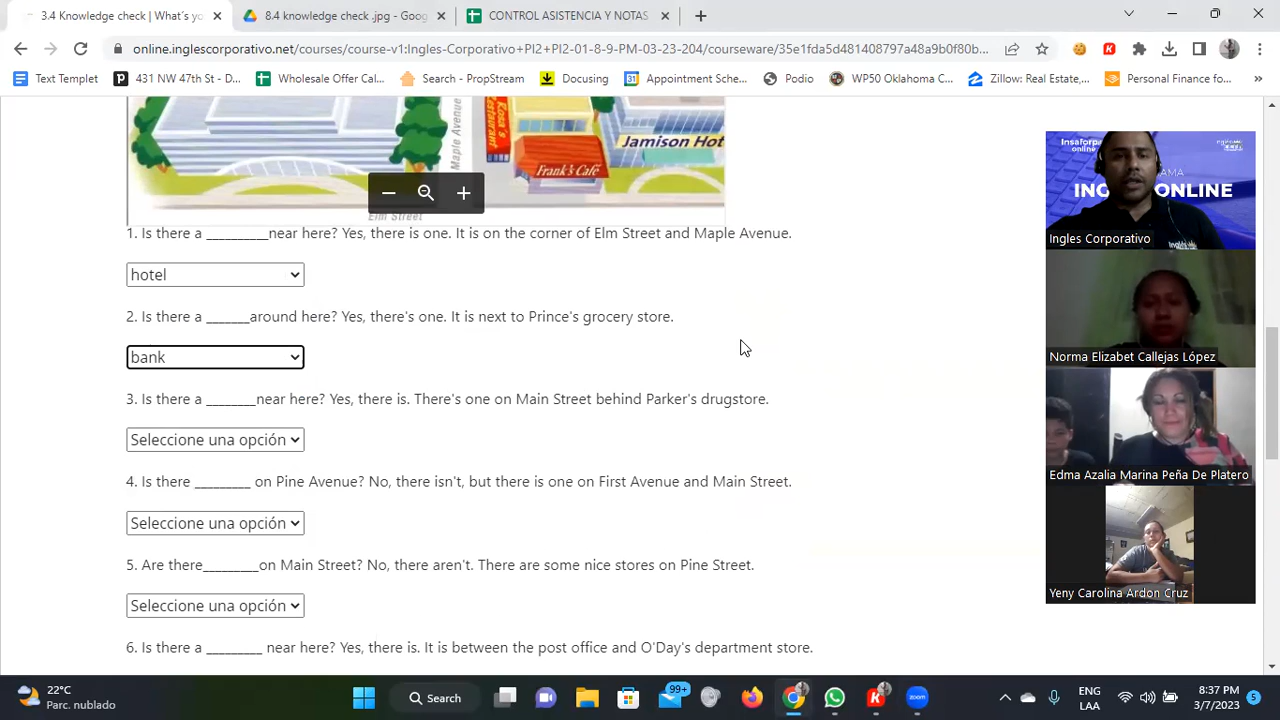 3.4 Knowledge check | What's yo
8.4 knowledge check .jpg - Goog
CONTROL ASISTENCIA Y NOTAS
online.inglescorporativo.net/courses/course-v1:Ingles-Corporativo+PI2+PI2-01-8-9-PM-03-23-204/courseware/35e1fda5d481408797a48a9b0f80b...
Text Templet
431 NW 47th St - D...
Wholesale Offer Cal...
Search - PropStream
Docusing
Appointment Sche...
Podio
WP50 Oklahoma C...
Zillow: Real Estate,...
Personal Finance fo...
Maple Avenue
Restaurant
Jamison Hot
Frank's Café
Elm Street
1. Is there a __________near here? Yes, there is one. It is on the corner of Elm Street and Maple Avenue.
hotel
2. Is there a _______around here? Yes, there's one. It is next to Prince's grocery store.
bank
3. Is there a ________near here? Yes, there is. There's one on Main Street behind Parker's drugstore.
Seleccione una opción
4. Is there _________ on Pine Avenue? No, there isn't, but there is one on First Avenue and Main Street.
Seleccione una opción
5. Are there_________on Main Street? No, there aren't. There are some nice stores on Pine Street.
Seleccione una opción
6. Is there a _________ near here? Yes, there is. It is between the post office and O'Day's department store.
Ingles Corporativo
Norma Elizabet Callejas López
Edma Azalia Marina Peña De Platero
Yeny Carolina Ardon Cruz
22°C
Parc. nublado
Search
99+
ENG
LAA
8:37 PM
3/7/2023
5